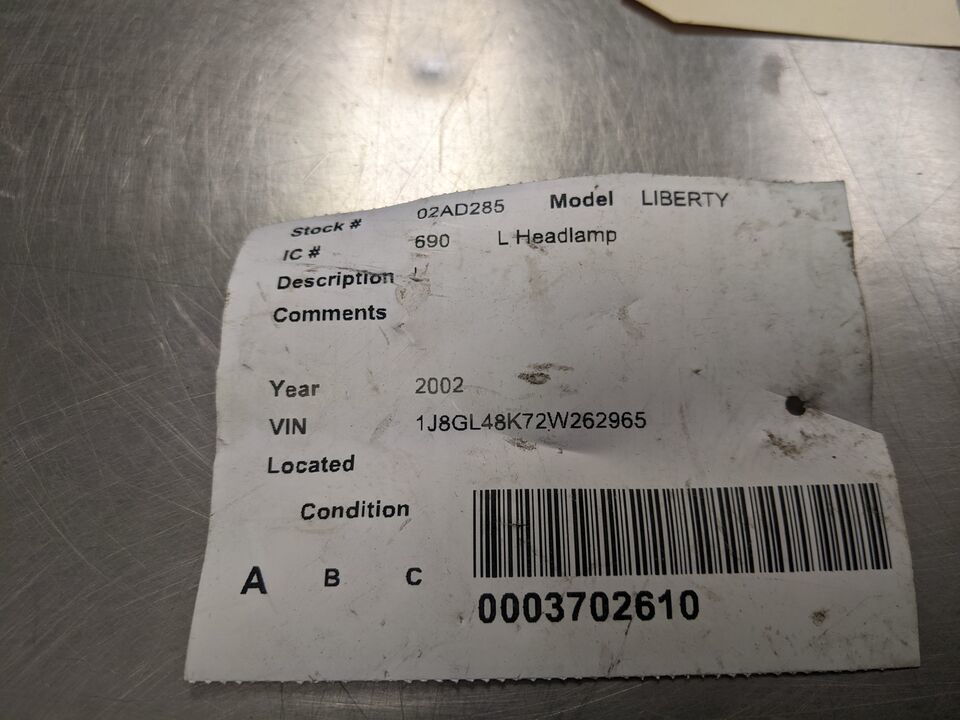 Stock # 02AD285 Model LIBERTY
IC # 690 L Headlamp
Description
Comments
Year 2002
VIN 1J8GL48K72W262965
Located
Condition
A B C
0003702610